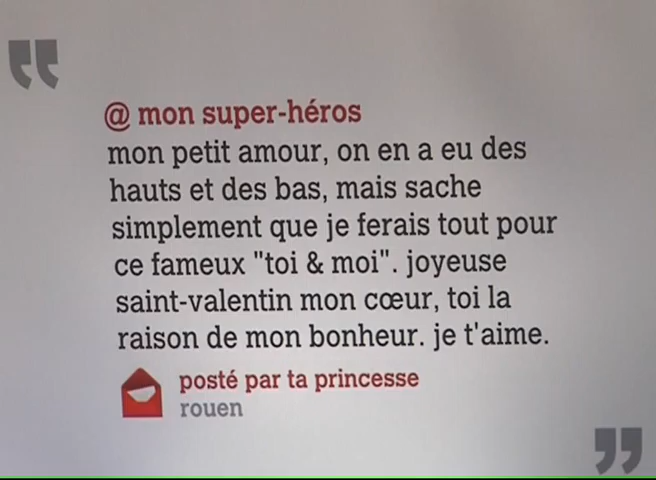 @ mon super-héros
mon petit amour, on en a eu des
hauts et des bas, mais sache
simplement que je ferais tout pour
ce fameux "toi & moi". joyeuse
saint-valentin mon cœur, toi la
raison de mon bonheur. je t'aime.
posté par ta princesse
rouen